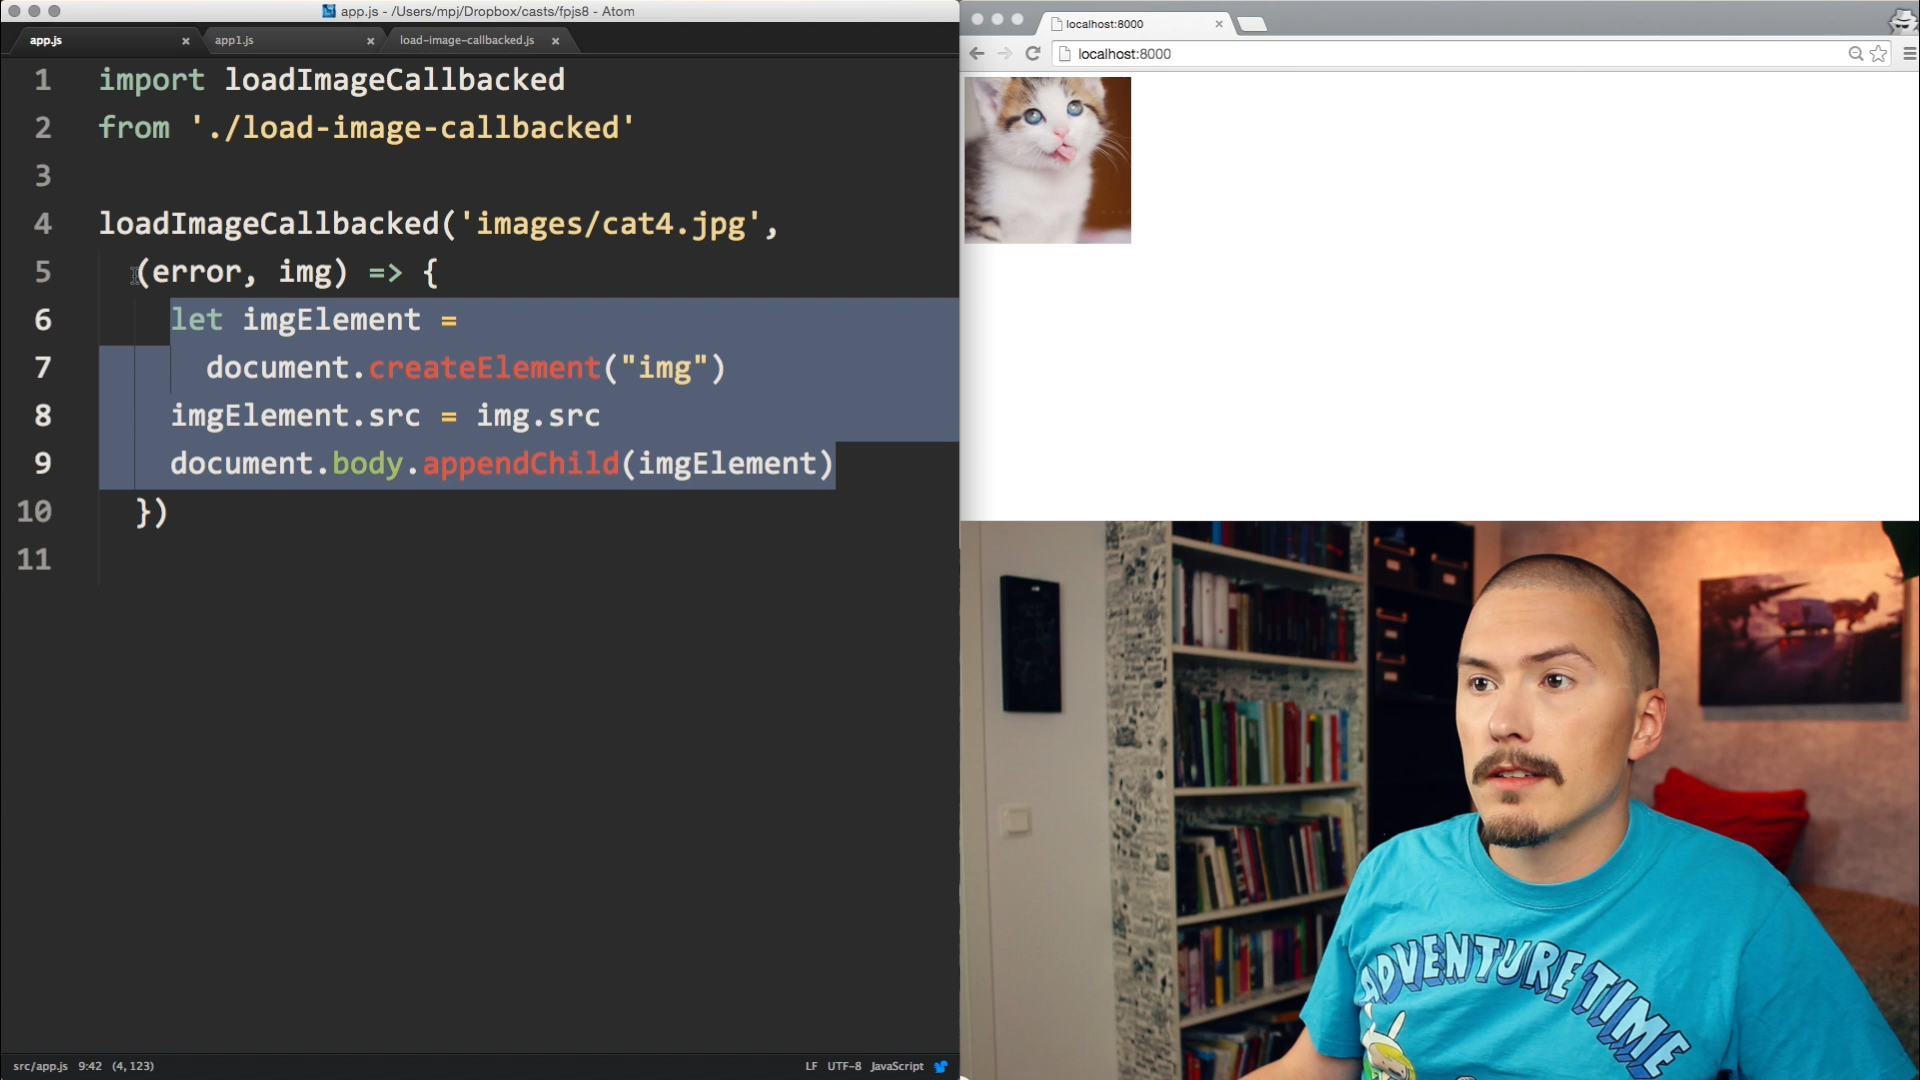 app.js - /Users/mpj/Dropbox/casts/fpjs8 - Atom
app.js
app1.js
load-image-callbacked.js
1 import loadImageCallbacked
2 from './load-image-callbacked'
3
4 loadImageCallbacked('images/cat4.jpg',
5 (error, img) => {
6 let imgElement =
7 document.createElement("img")
8 imgElement.src = img.src
9 document.body.appendChild(imgElement)
10 })
11
src/app.js 9:42 (4, 123)
LF UTF-8 JavaScript
localhost:8000
localhost:8000
ADVENTURE TIME